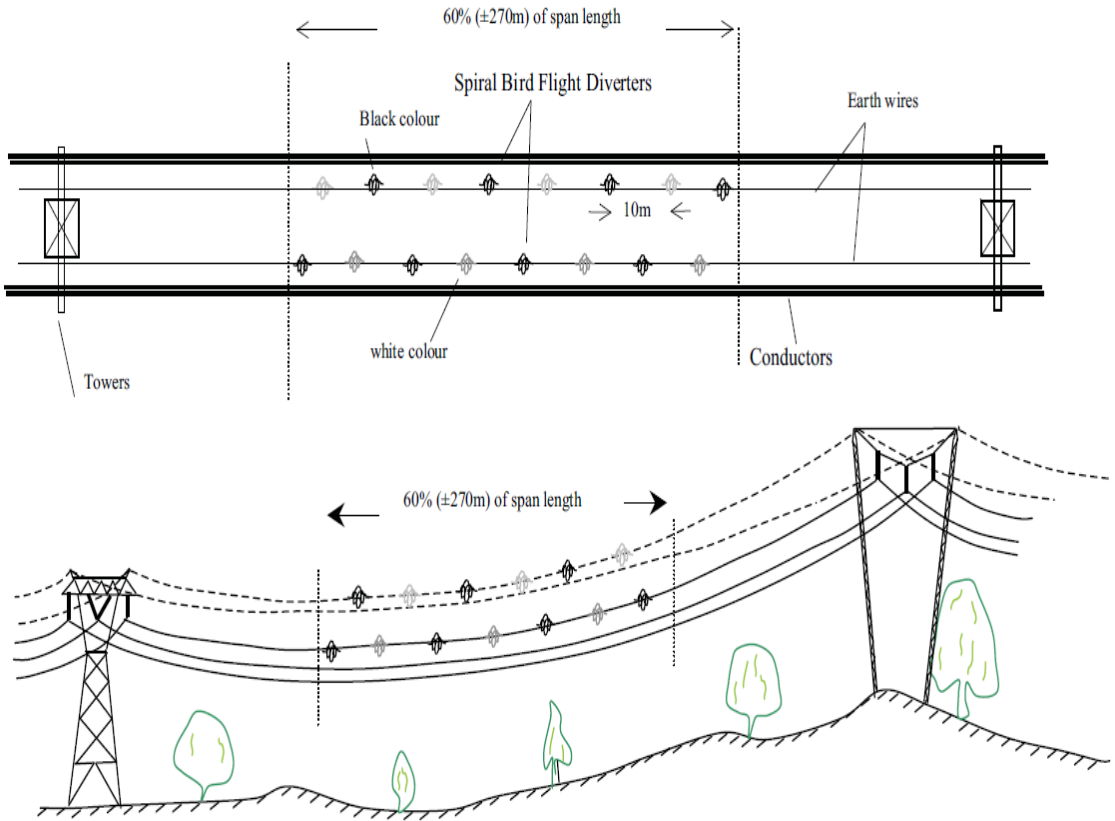 60% (±270m) of span length
Spiral Bird Flight Diverters
Black colour
Earth wires
10m
white colour
Conductors
Towers
60% (±270m) of span length